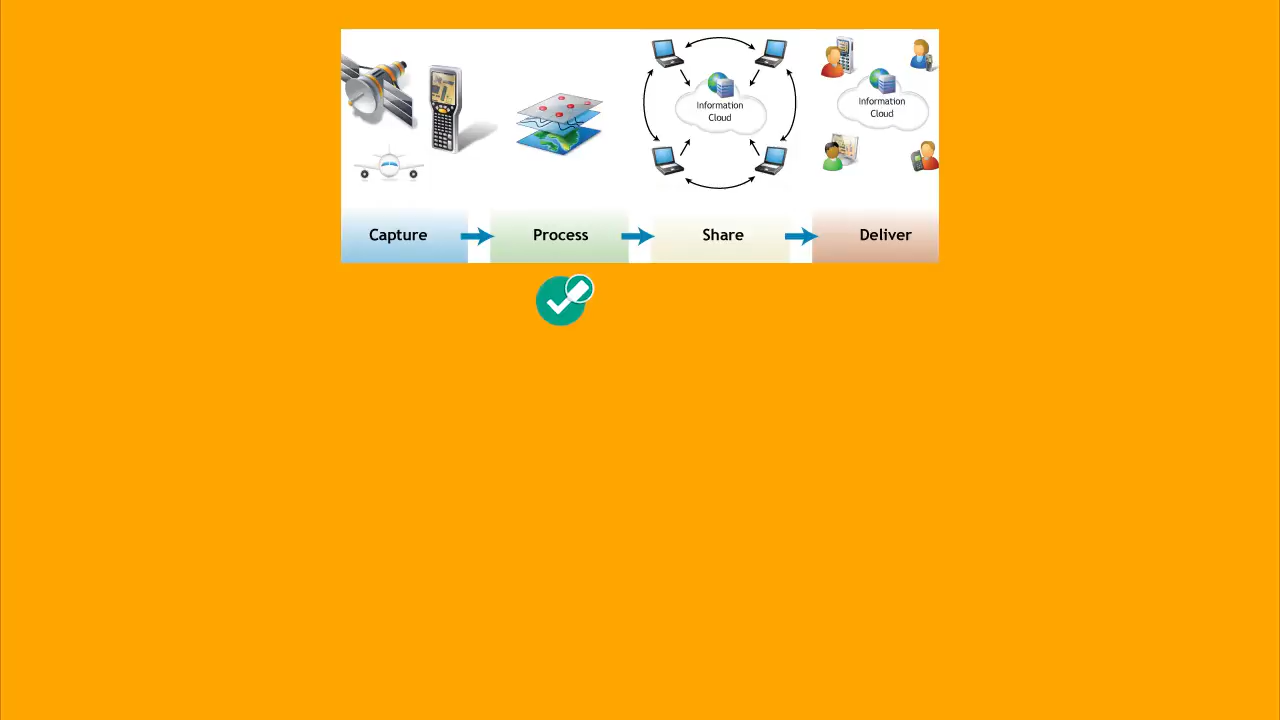 Information
Cloud
Information
Cloud
Capture
Process
Share
Deliver